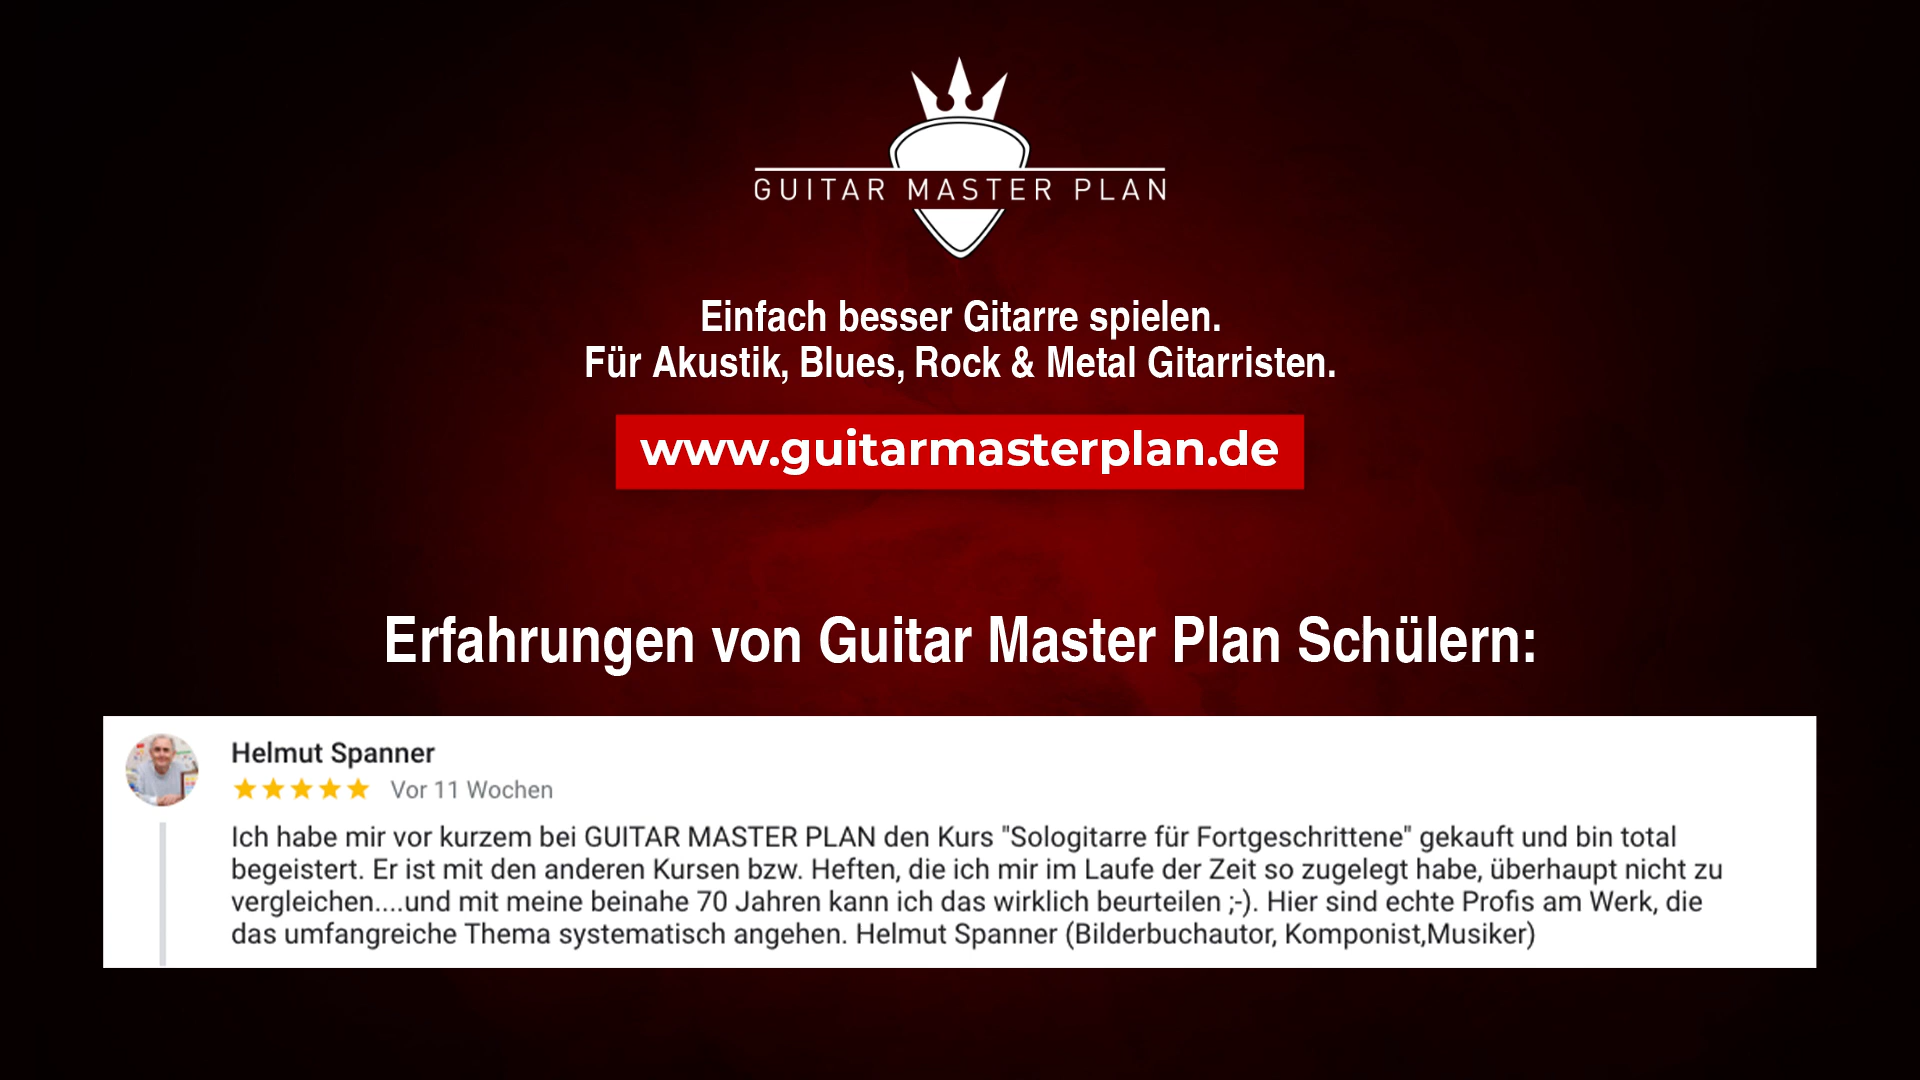 GUITAR MASTER PLAN
Einfach besser Gitarre spielen.
Für Akustik, Blues, Rock & Metal Gitarristen.
www.guitarmasterplan.de
Erfahrungen von Guitar Master Plan Schülern:
Helmut Spanner
Vor 11 Wochen
Ich habe mir vor kurzem bei GUITAR MASTER PLAN den Kurs "Sologitarre für Fortgeschrittene" gekauft und bin total
begeistert. Er ist mit den anderen Kursen bzw. Heften, die ich mir im Laufe der Zeit so zugelegt habe, überhaupt nicht zu
vergleichen....und mit meine beinahe 70 Jahren kann ich das wirklich beurteilen ;-). Hier sind echte Profis am Werk, die
das umfangreiche Thema systematisch angehen. Helmut Spanner (Bilderbuchautor, Komponist,Musiker)